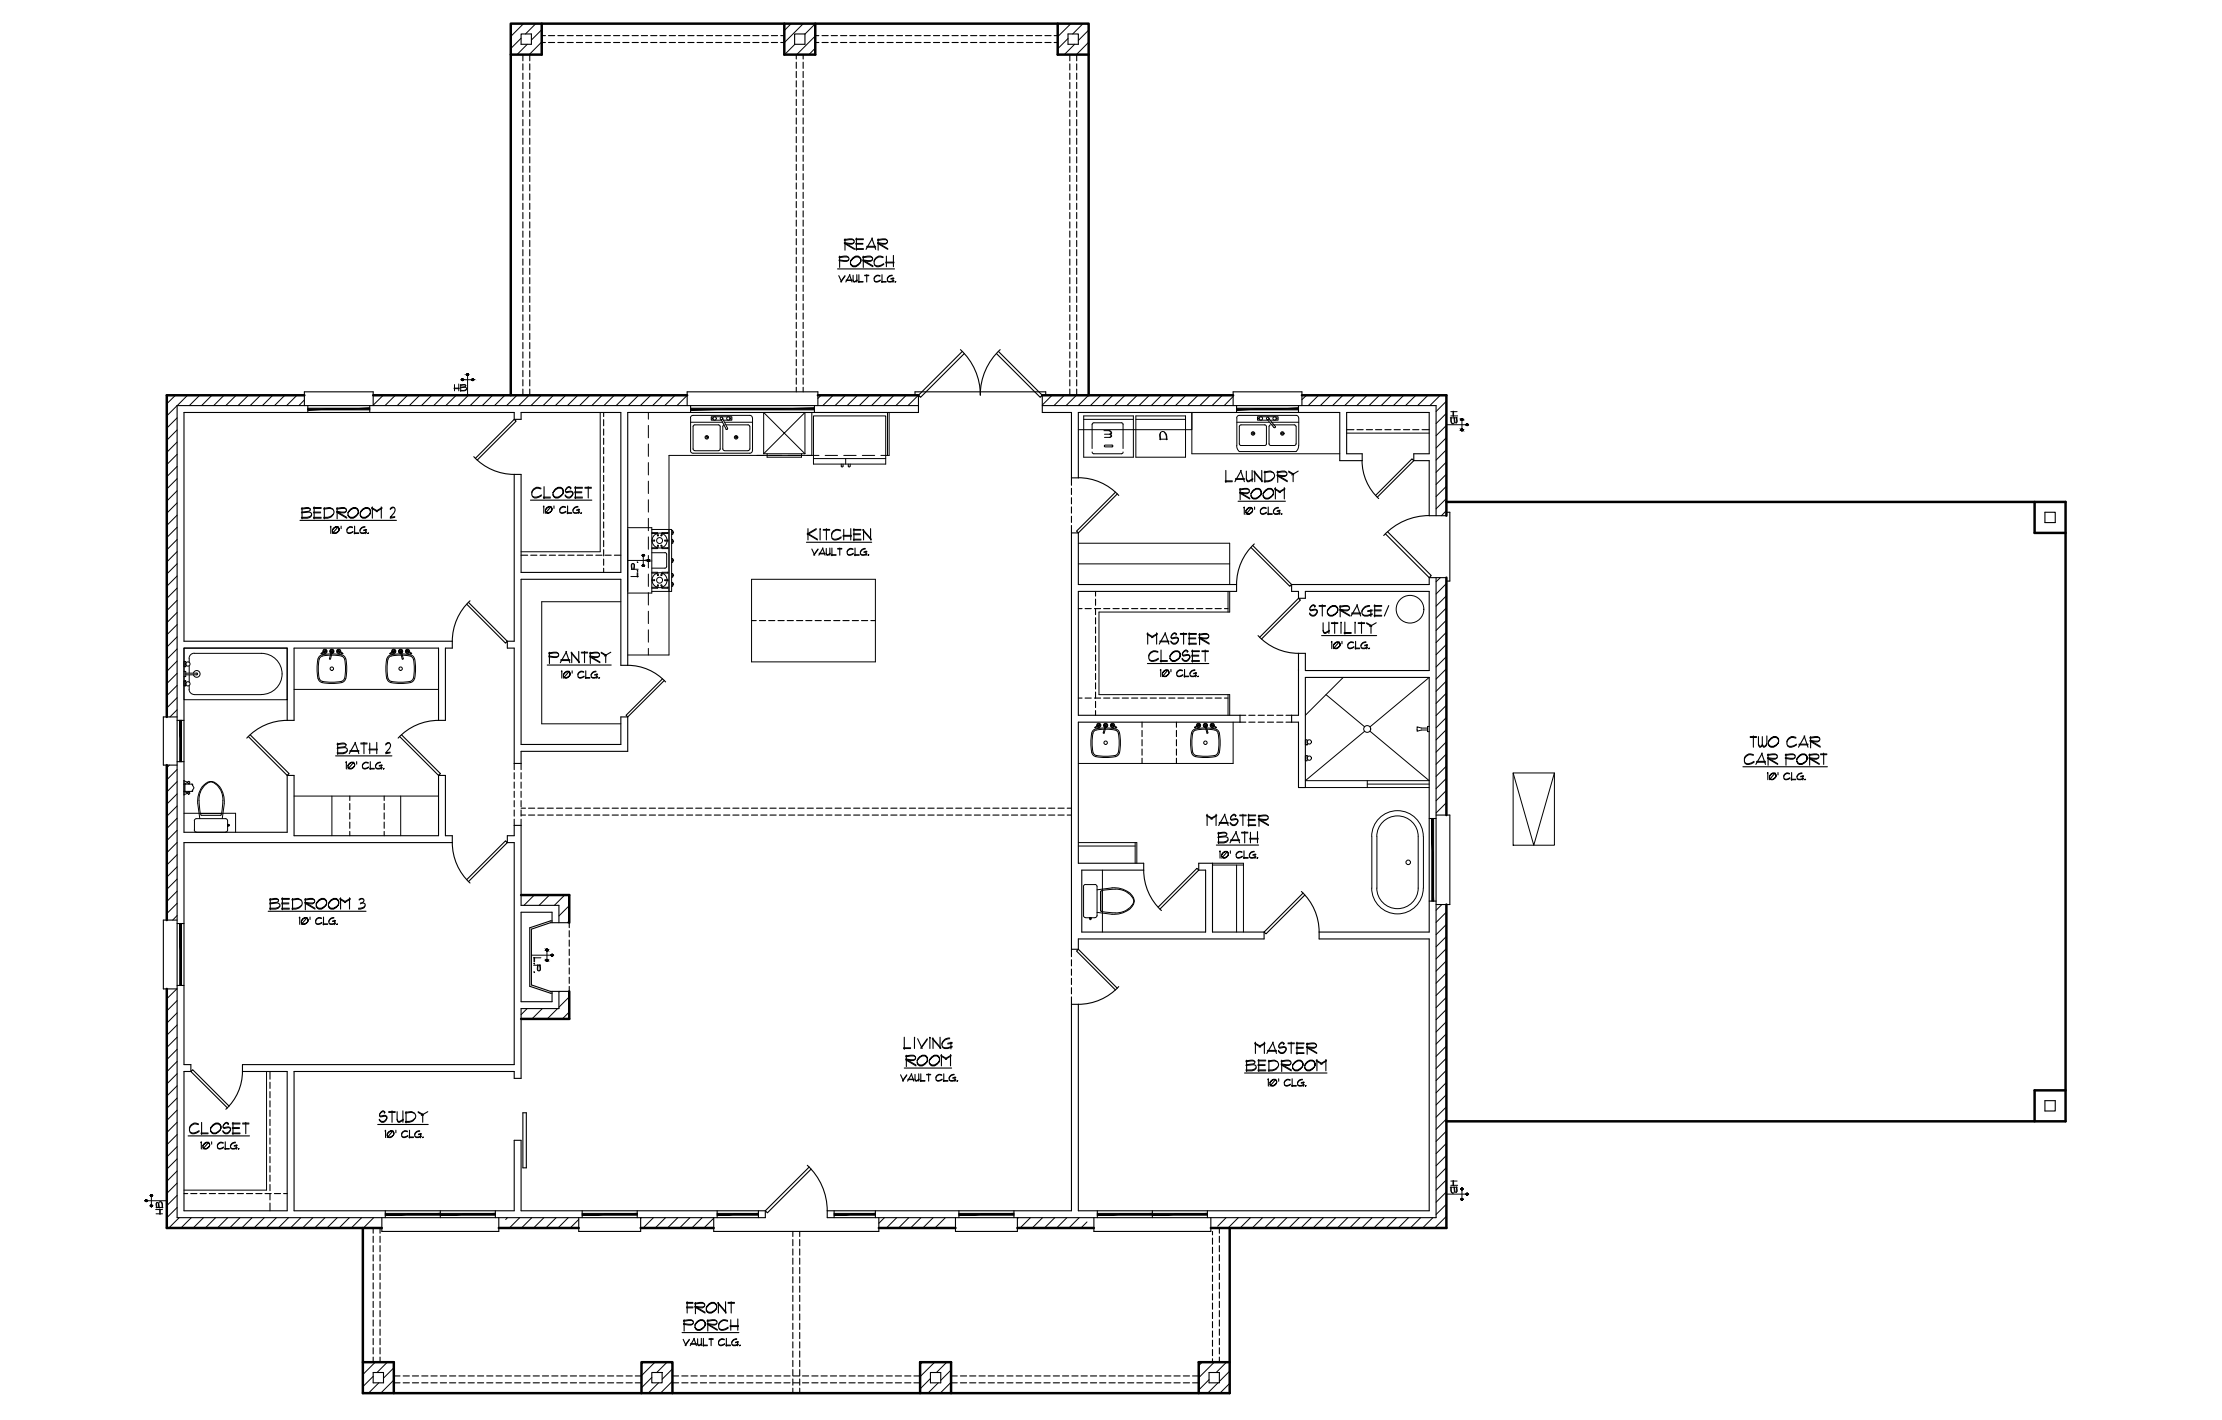 REAR
PORCH
VAULT CLG.
HB
HB
W
D
LAUNDRY
ROOM
10' CLG.
CLOSET
10' CLG.
BEDROOM 2
10' CLG.
KITCHEN
VAULT CLG.
L.P.
STORAGE/
UTILITY
10' CLG.
MASTER
CLOSET
10' CLG.
PANTRY
10' CLG.
BATH 2
10' CLG.
TWO CAR
CAR PORT
10' CLG.
MASTER
BATH
10' CLG.
BEDROOM 3
10' CLG.
L.P.
LIVING
ROOM
VAULT CLG.
MASTER
BEDROOM
10' CLG.
STUDY
10' CLG.
CLOSET
10' CLG.
HB
HB
FRONT
PORCH
VAULT CLG.